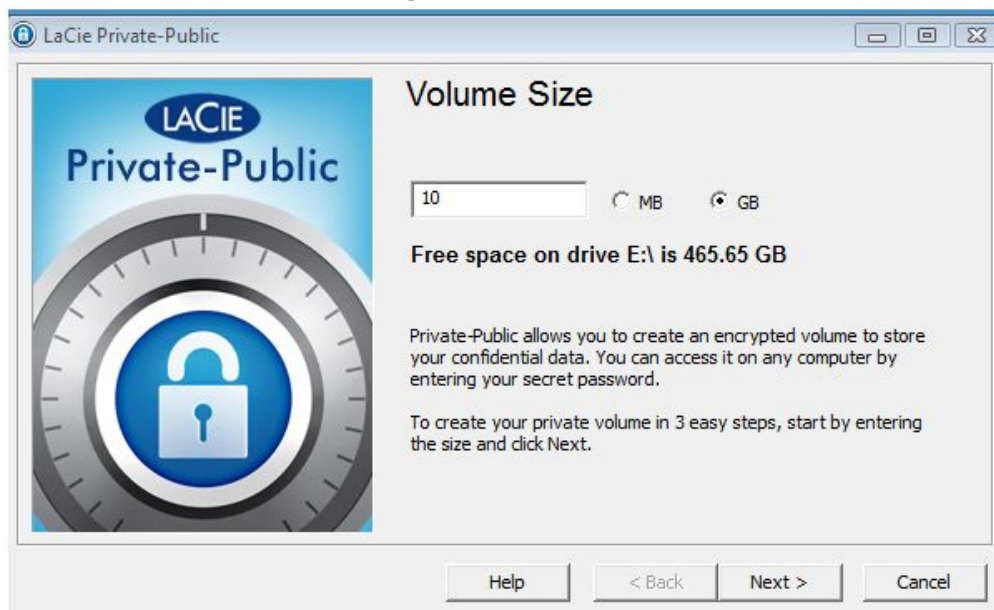 LaCie Private-Public
LACIE
Private-Public
Volume Size
10
MB
GB
Free space on drive E:\ is 465.65 GB
Private-Public allows you to create an encrypted volume to store
your confidential data. You can access it on any computer by
entering your secret password.
To create your private volume in 3 easy steps, start by entering
the size and click Next.
Help
< Back
Next >
Cancel